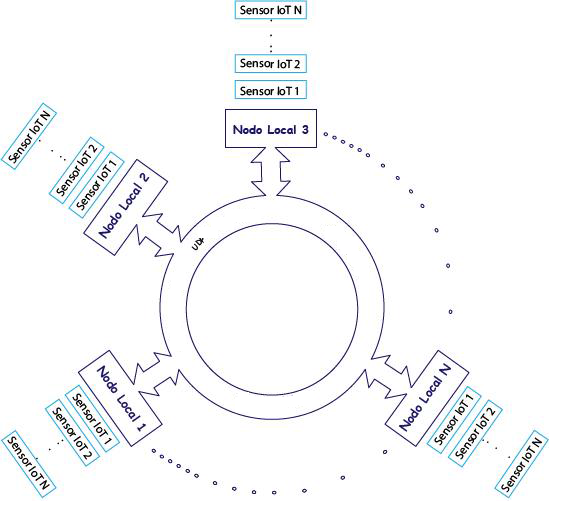 Sensor IoT N
Sensor IoT 2
Sensor IoT 1
Nodo Local 3
Sensor IoT N
Sensor IoT 2
Sensor IoT 1
Nodo Local 2
Nodo Local 1
Sensor IoT 1
Sensor IoT 2
Sensor IoT N
Nodo Local N
Sensor IoT 1
Sensor IoT 2
Sensor IoT N